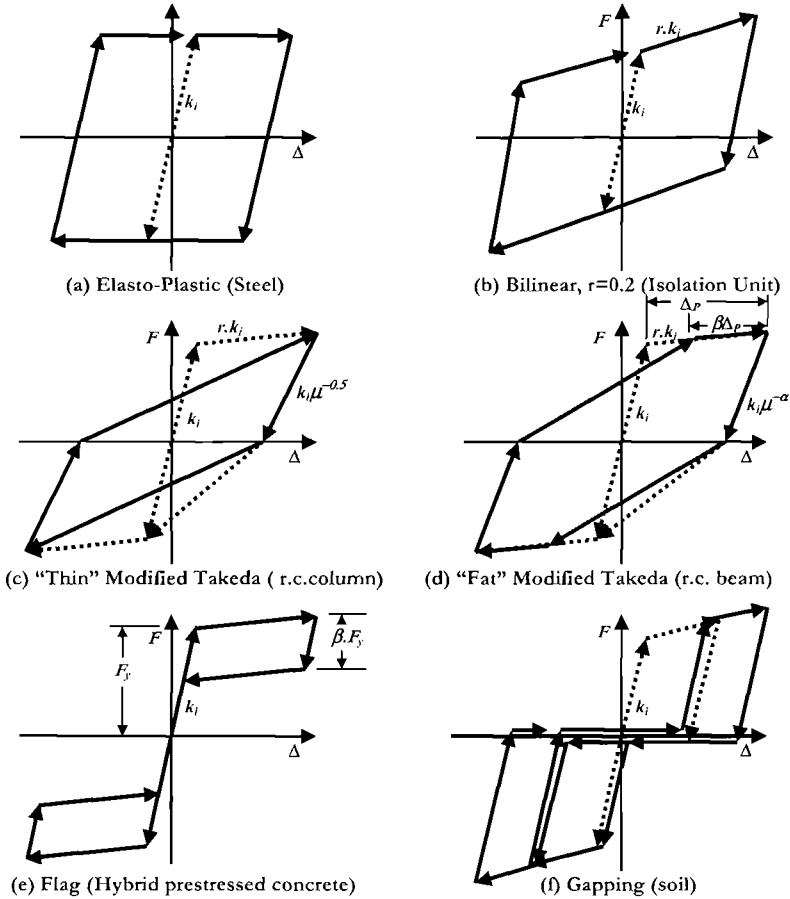 F
r.k_i
k_i
k_i
Δ
Δ
(a) Elasto-Plastic (Steel)
(b) Bilinear, r=0.2 (Isolation Unit)
Δ_P
F
r.k_i
F
r.k_i
βΔ_P
k_i
k_iμ^{-0.5}
k_i
k_iμ^{-α}
Δ
Δ
(c) “Thin” Modified Takeda ( r.c.column)
(d) “Fat” Modified Takeda (r.c. beam)
F
F
F_y
β.F_y
k_i
k_i
Δ
Δ
(e) Flag (Hybrid prestressed concrete)
(f) Gapping (soil)